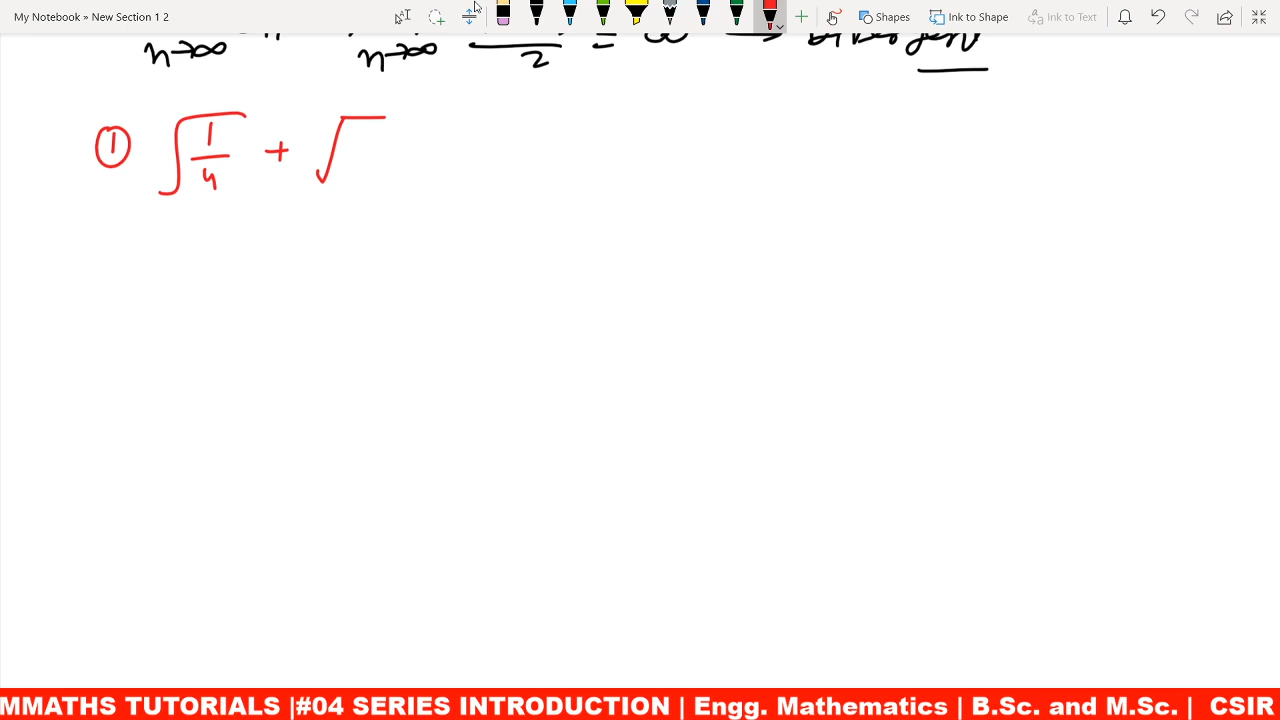 My Notebook » New Section 1 2
Shapes
Ink to Shape
Ink to Text
n→∞ n→∞ 2 = ∞ →
① √1/4 + √
MMATHS TUTORIALS |#04 SERIES INTRODUCTION | Engg. Mathematics | B.Sc. and M.Sc. | CSIR